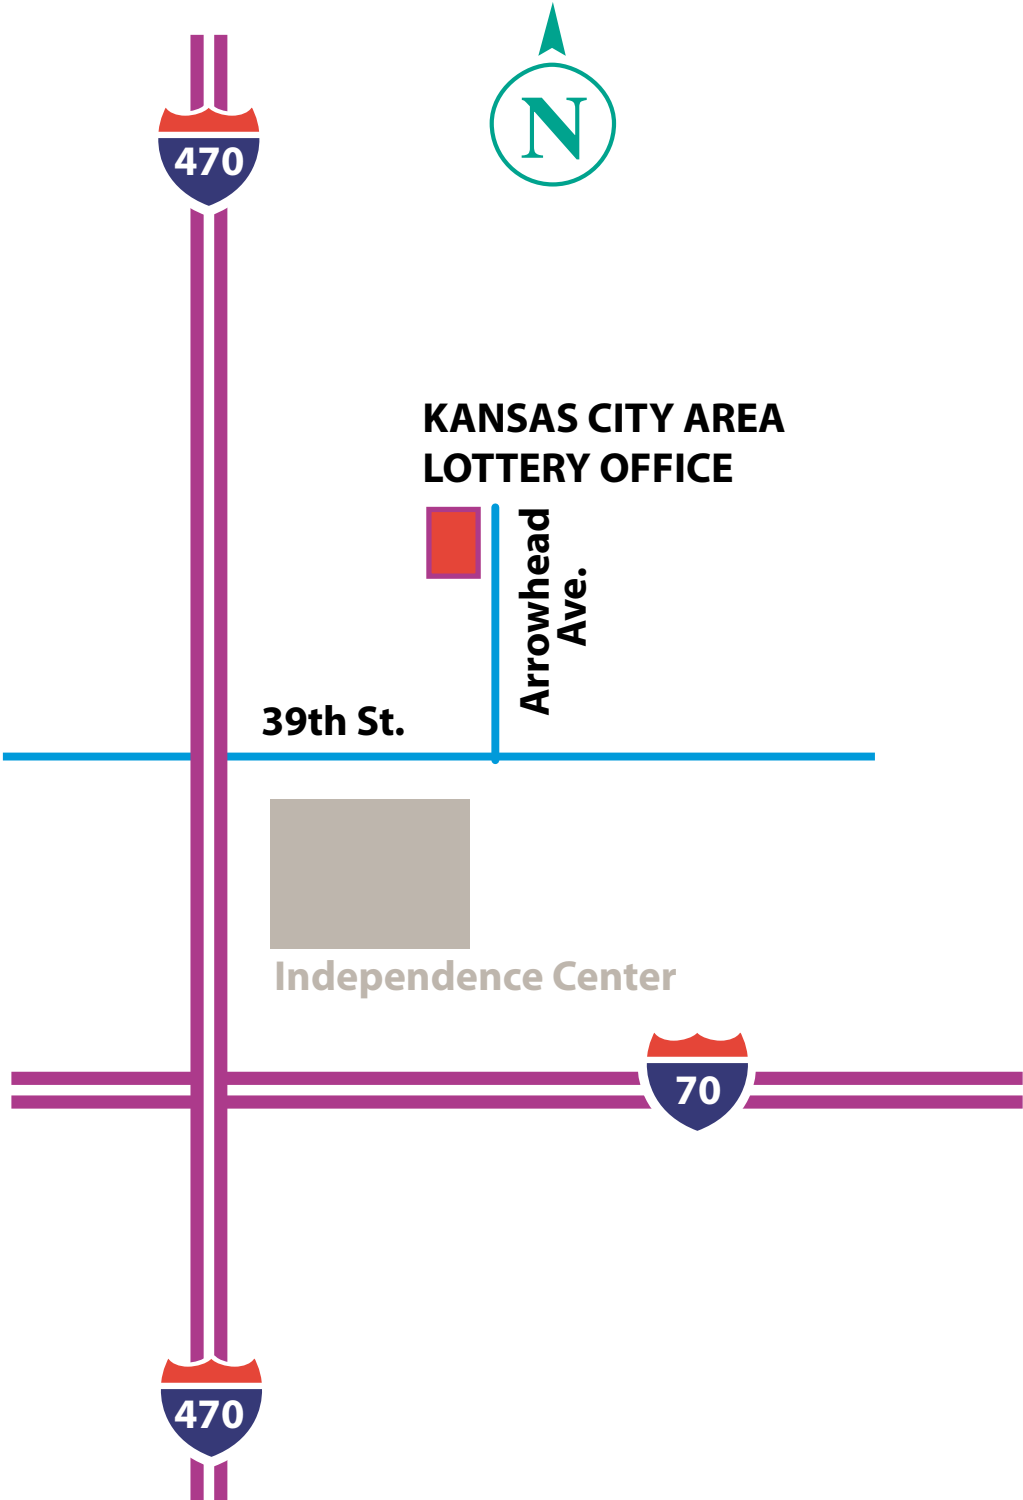 N
470
KANSAS CITY AREA
LOTTERY OFFICE
Arrowhead
Ave.
39th St.
Independence Center
70
470